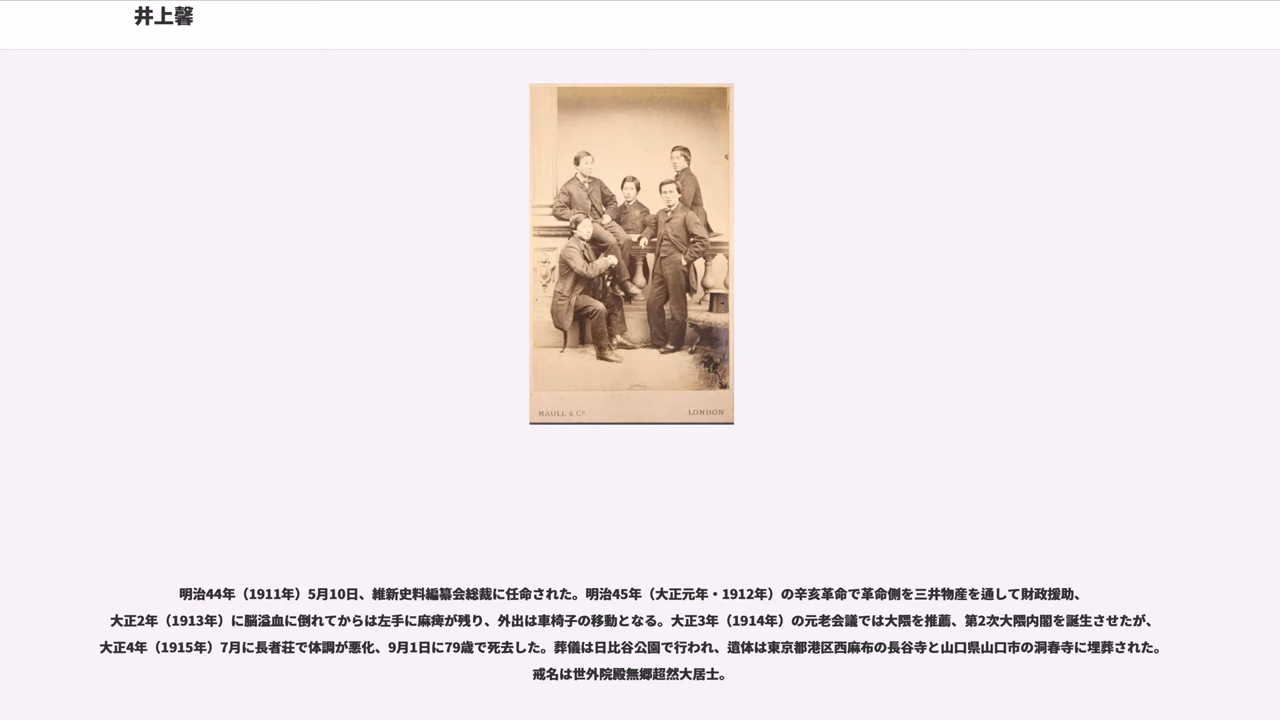 井上馨
MAULL & Co.
LONDON
明治44年（1911年）5月10日、維新史料編纂会総裁に任命された。明治45年（大正元年・1912年）の辛亥革命で革命側を三井物産を通して財政援助、
大正2年（1913年）に脳溢血に倒れてからは左手に麻痺が残り、外出は車椅子の移動となる。大正3年（1914年）の元老会議では大隈を推薦、第2次大隈内閣を誕生させたが、
大正4年（1915年）7月に長者荘で体調が悪化、9月1日に79歳で死去した。葬儀は日比谷公園で行われ、遺体は東京都港区西麻布の長谷寺と山口県山口市の洞春寺に埋葬された。
戒名は世外院殿無郷超然大居士。